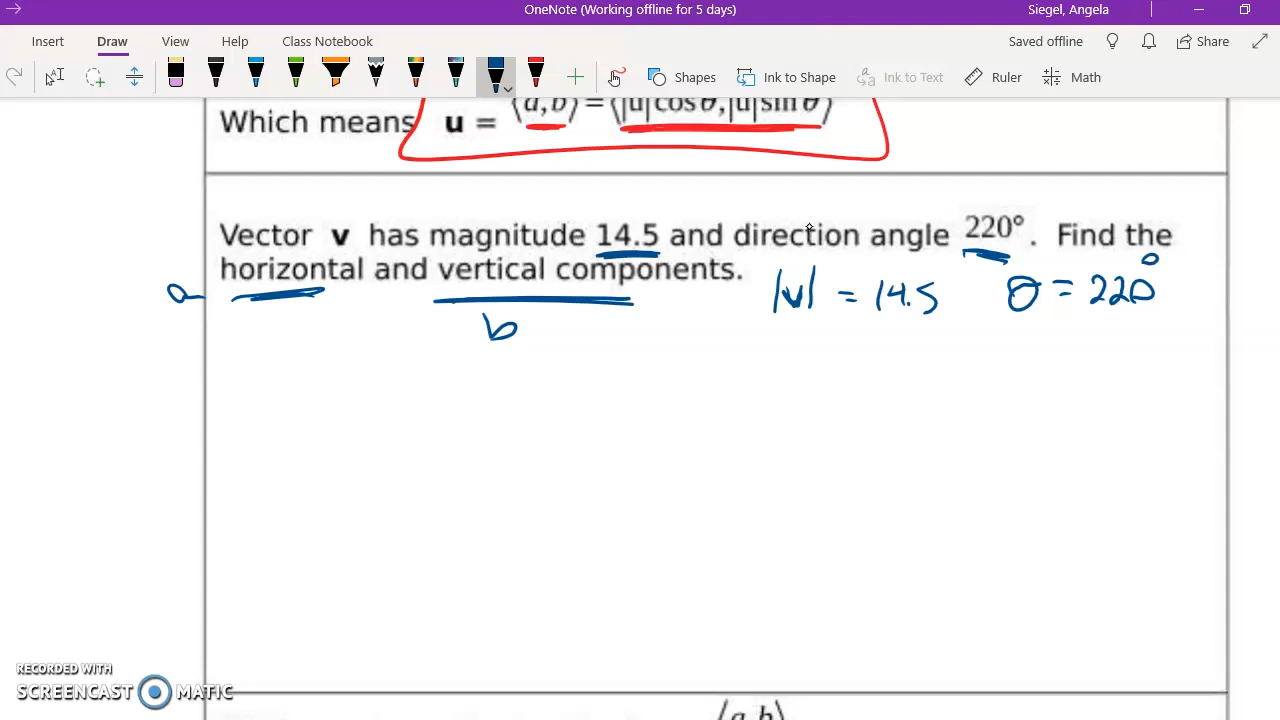 OneNote (Working offline for 5 days) Siegel, Angela
Insert Draw View Help Class Notebook Saved offline Share
Shapes Ink to Shape Ink to Text Ruler Math
Which means u = ⟨a,b⟩ = ⟨|u|cosθ,|u|sinθ⟩
Vector v has magnitude 14.5 and direction angle 220°. Find the
horizontal and vertical components.
a |v| = 14.5 θ = 220°
b
RECORDED WITH
SCREENCAST MATIC
⟨a,b⟩